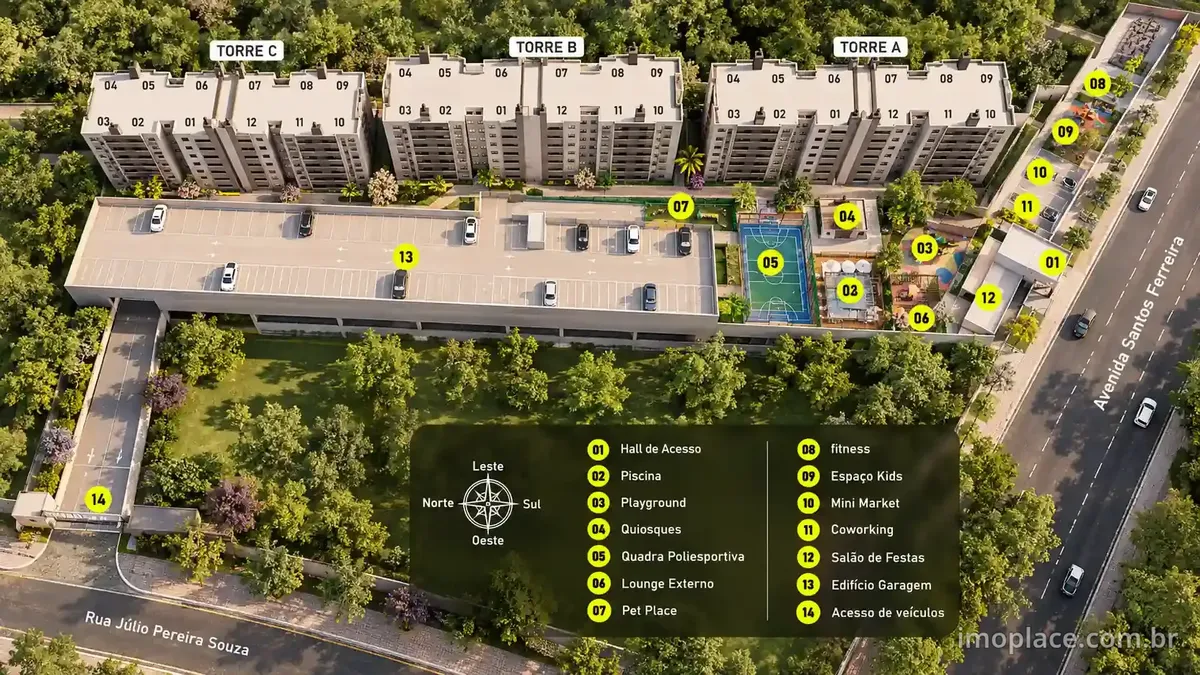 TORRE C
TORRE B
TORRE A
04 05 06 07 08 09
03 02 01 12 11 10
04 05 06 07 08 09
03 02 01 12 11 10
04 05 06 07 08 09
03 02 01 12 11 10
08
09
10
11
07
04
03
01
13
05
02
12
06
14
Avenida Santos Ferreira
Rua Júlio Pereira Souza
Leste
Norte
Sul
Oeste
01 Hall de Acesso
02 Piscina
03 Playground
04 Quiosques
05 Quadra Poliesportiva
06 Lounge Externo
07 Pet Place
08 fitness
09 Espaço Kids
10 Mini Market
11 Coworking
12 Salão de Festas
13 Edifício Garagem
14 Acesso de veículos
imoplace.com.br